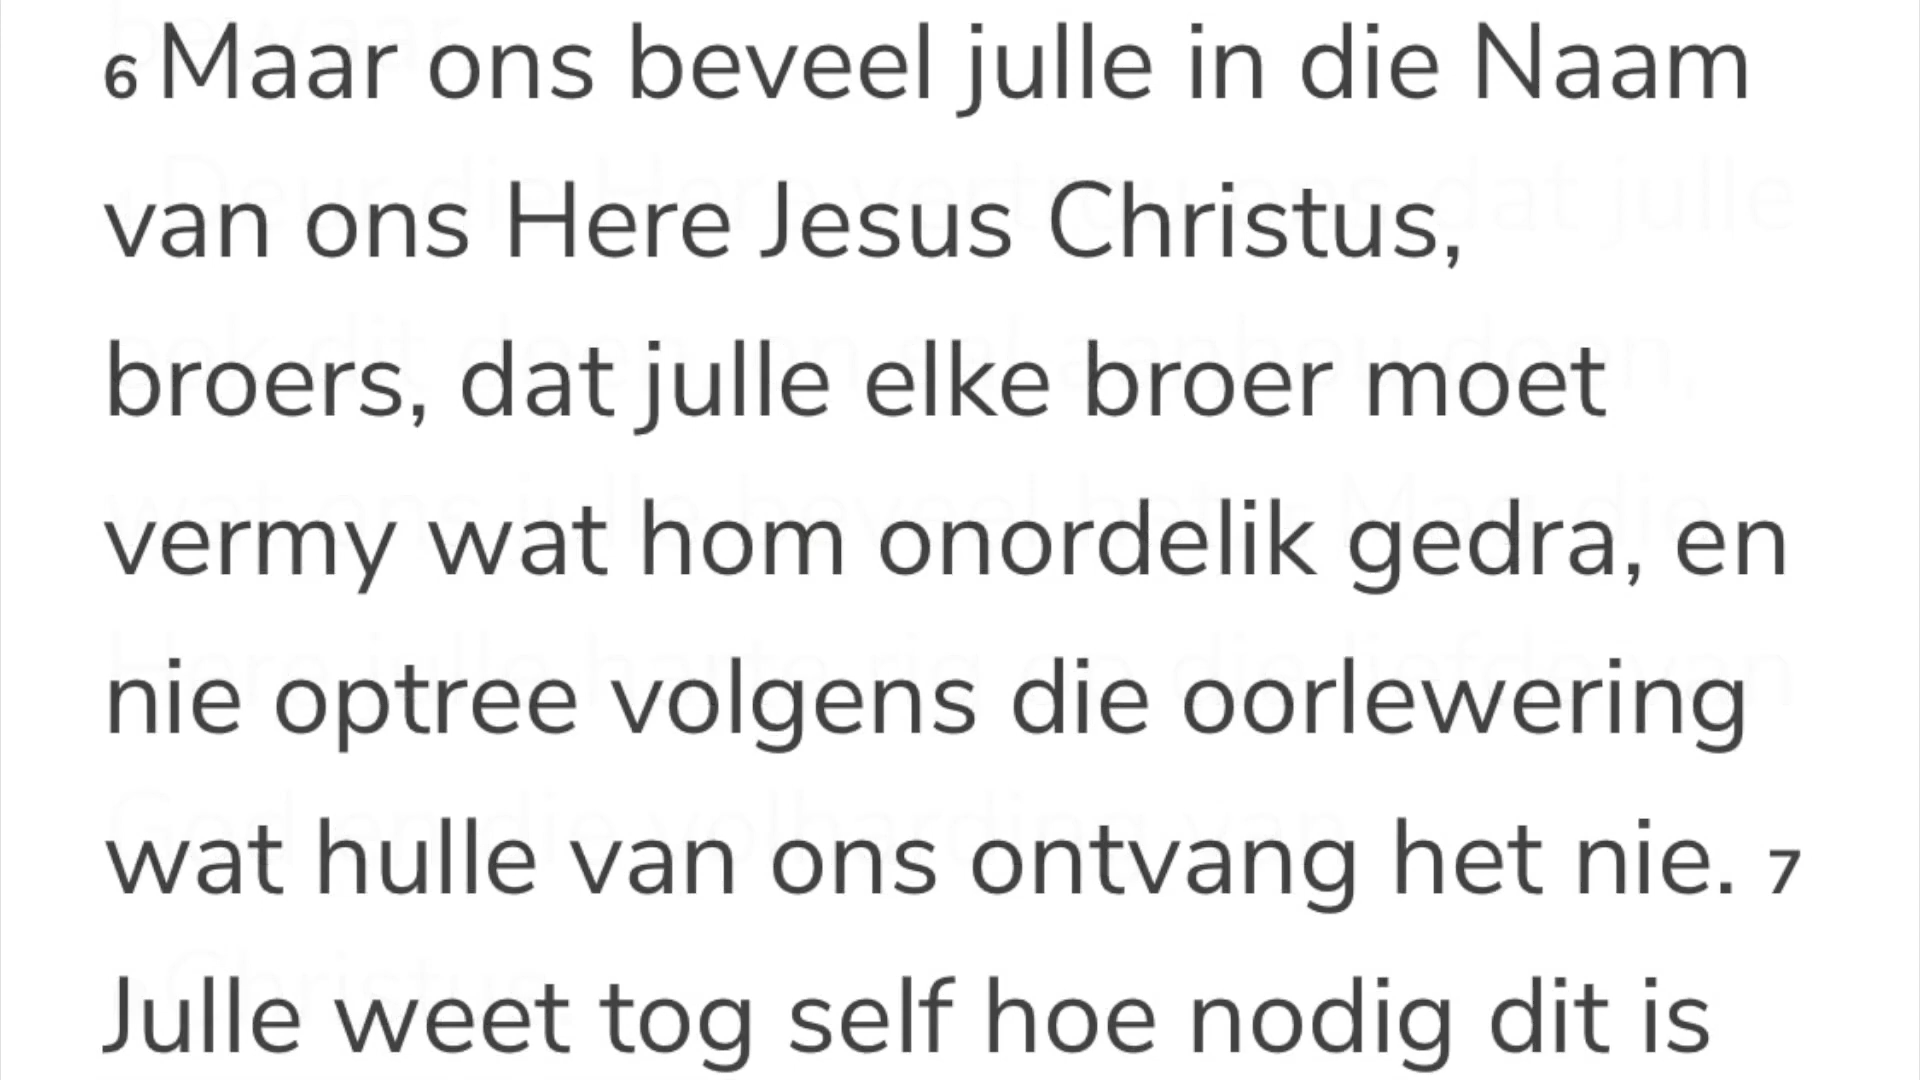 6 Maar ons beveel julle in die Naam
van ons Here Jesus Christus,
broers, dat julle elke broer moet
vermy wat hom onordelik gedra, en
nie optree volgens die oorlewering
wat hulle van ons ontvang het nie. 7
Julle weet tog self hoe nodig dit is